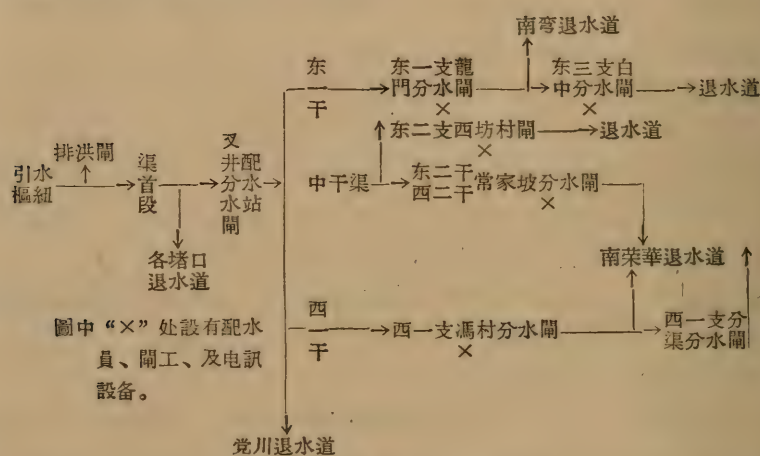 南弯退水道
东一干
东一支龍
門分水閘
×
东三支白
中分水閘
×
退水道
东二支西坊村閘
×
退水道
引水
樞紐
排洪閘
渠首段
各堵口
退水道
叉井分水閘
配水站
中干渠
东二干
西二干
常家坡分水閘
×
南荣華退水道
西一干
西一支馮村分水閘
×
西一支分
渠分水閘
圖中“×”处設有配水
員、閘工、及电訊
設备。
党川退水道